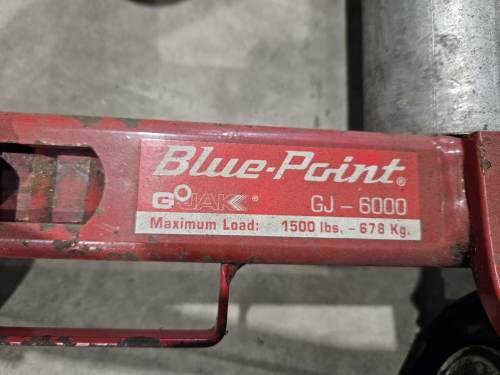 Blue-Point®
GOJAK® GJ - 6000
Maximum Load: 1500 lbs. - 678 Kg.